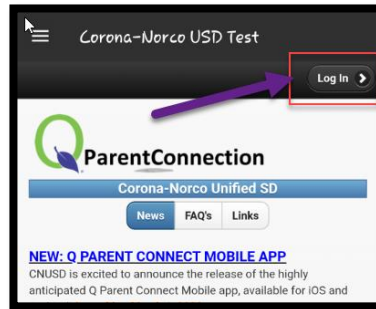 Corona-Norco USD Test
Log In
Q ParentConnection
Corona-Norco Unified SD
News FAQ's Links
NEW: Q PARENT CONNECT MOBILE APP
CNUSD is excited to announce the release of the highly
anticipated Q Parent Connect Mobile app, available for iOS and